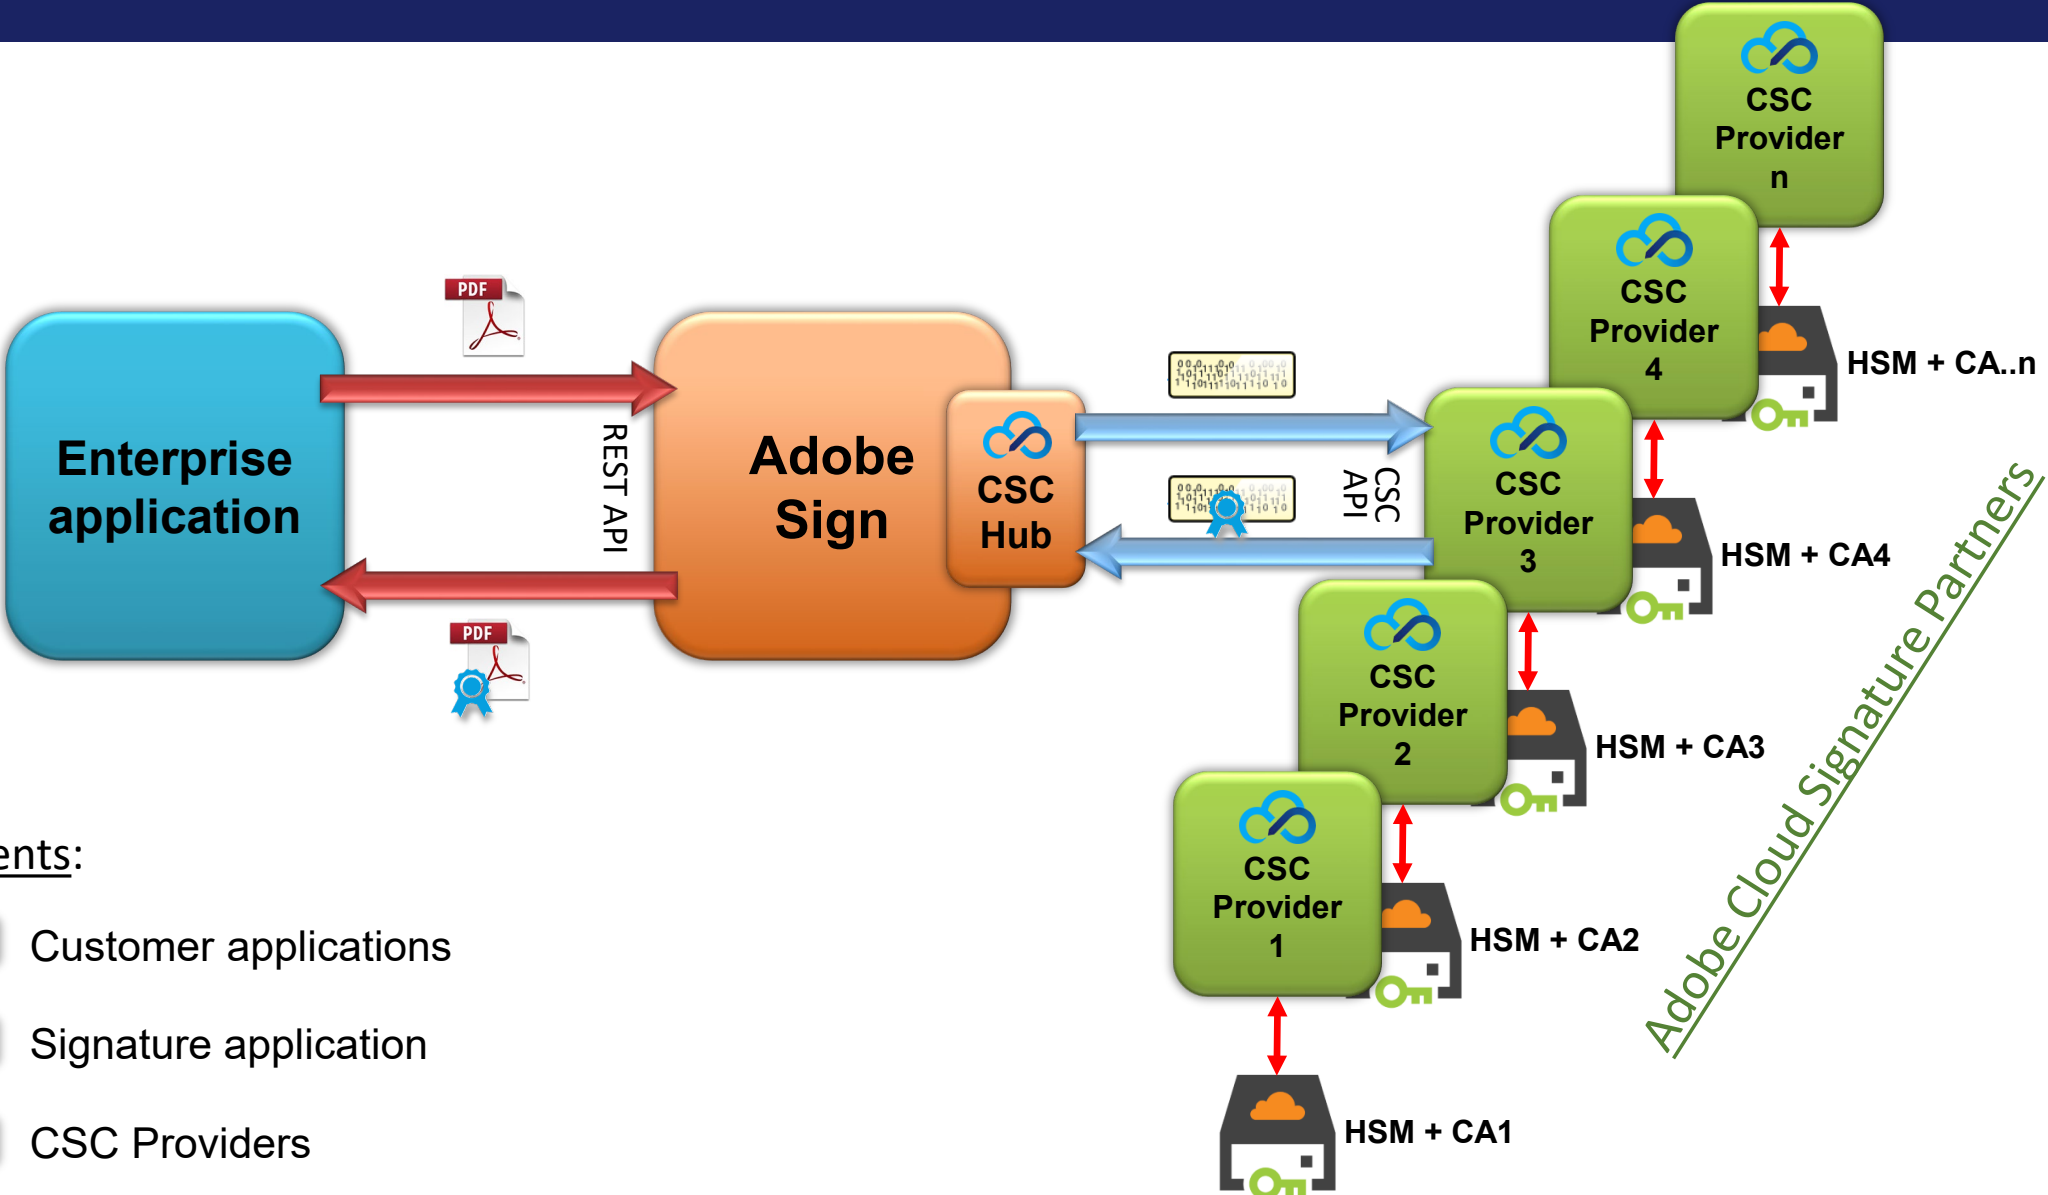 CSC
Provider
n
CSC
Provider
4
HSM + CA..n
PDF
Enterprise
application
REST API
Adobe
Sign
CSC
Hub
CSC
API
CSC
Provider
3
HSM + CA4
PDF
CSC
Provider
2
HSM + CA3
Adobe Cloud Signature Partners
CSC
Provider
1
HSM + CA2
HSM + CA1
ents:
Customer applications
Signature application
CSC Providers